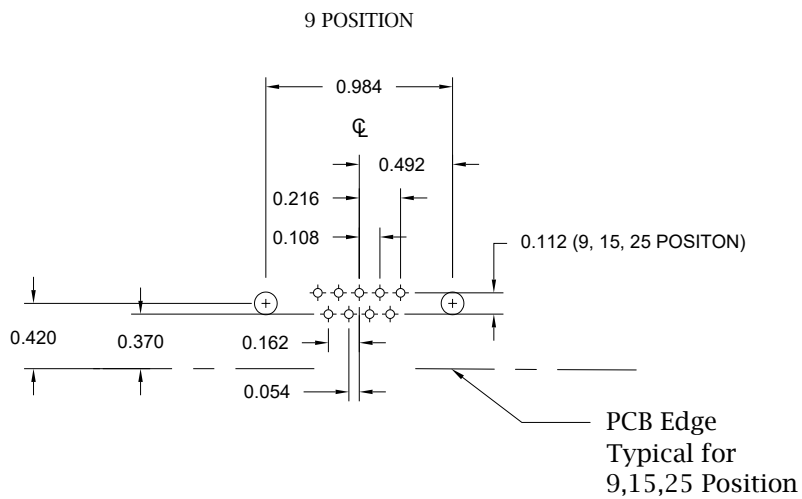 9 POSITION
0.984
℄
0.492
0.216
0.108
0.112 (9, 15, 25 POSITON)
0.420
0.370
0.162
0.054
PCB Edge
Typical for
9,15,25 Position